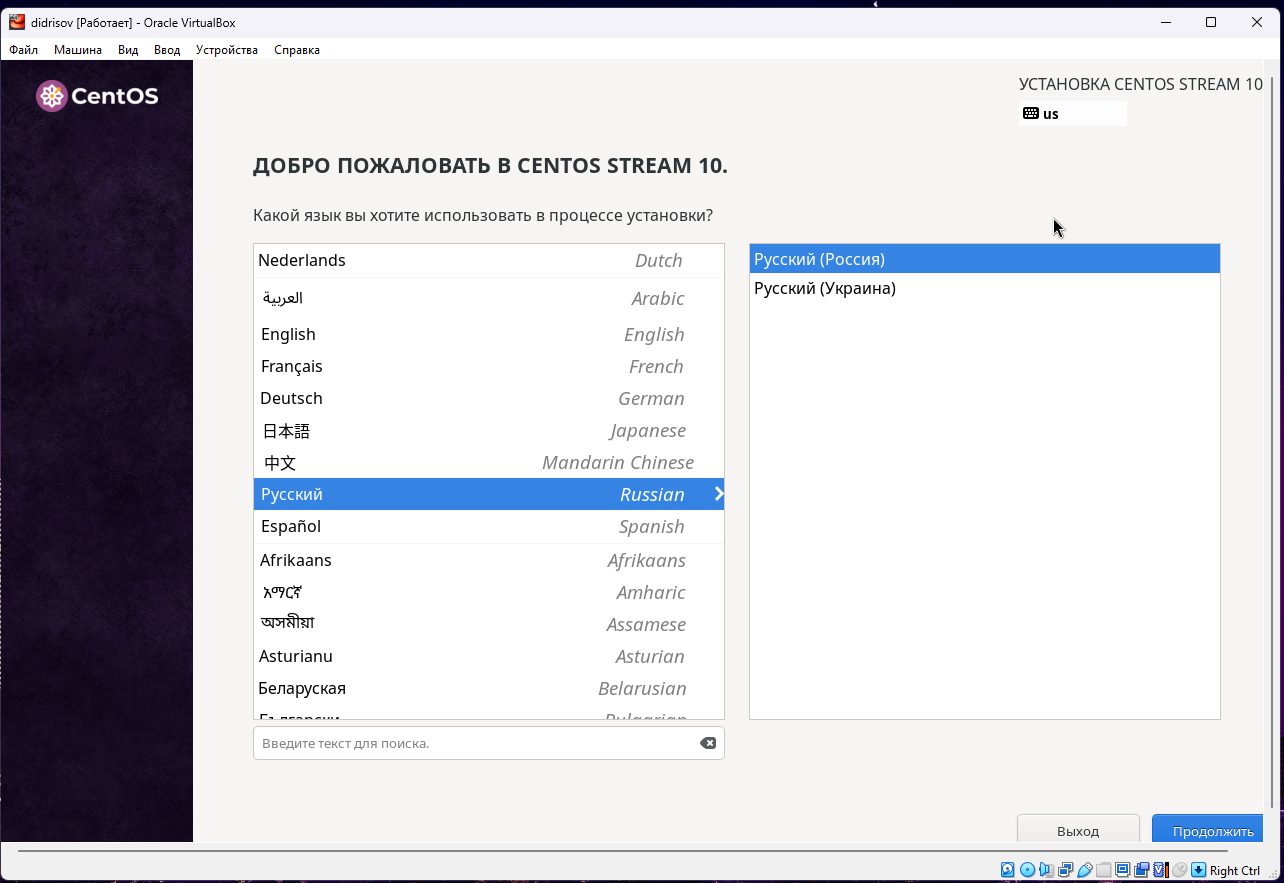 didrisov [Работает] - Oracle VirtualBox
Файл Машина Вид Ввод Устройства Справка
CentOS
УСТАНОВКА CENTOS STREAM 10
us
ДОБРО ПОЖАЛОВАТЬ В CENTOS STREAM 10.
Какой язык вы хотите использовать в процессе установки?
Nederlands Dutch
العربية Arabic
English English
Français French
Deutsch German
日本語 Japanese
中文 Mandarin Chinese
Русский Russian
Español Spanish
Afrikaans Afrikaans
አማርኛ Amharic
অসমীয়া Assamese
Asturianu Asturian
Беларуская Belarusian
Български Bulgarian
Русский (Россия)
Русский (Украина)
Введите текст для поиска.
Выход
Продолжить
Right Ctrl